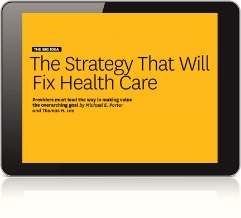 THE BIG IDEA
The Strategy That Will
Fix Health Care
Providers must lead the way in making value
the overarching goal by Michael E. Porter
and Thomas H. Lee